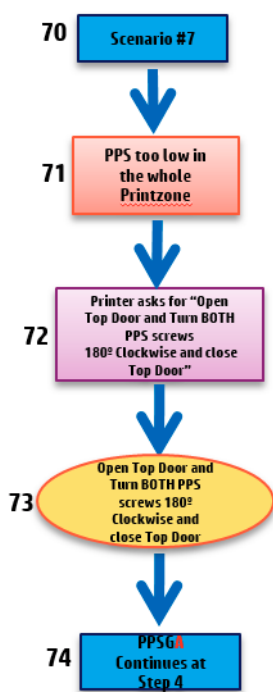 70
Scenario #7
71
PPS too low in
the whole
Printzone
72
Printer asks for “Open
Top Door and Turn BOTH
PPS screws
180º Clockwise and close
Top Door”
73
Open Top Door and
Turn BOTH PPS
screws 180º
Clockwise and
close Top Door
74
PPSGA
Continues at
Step 4